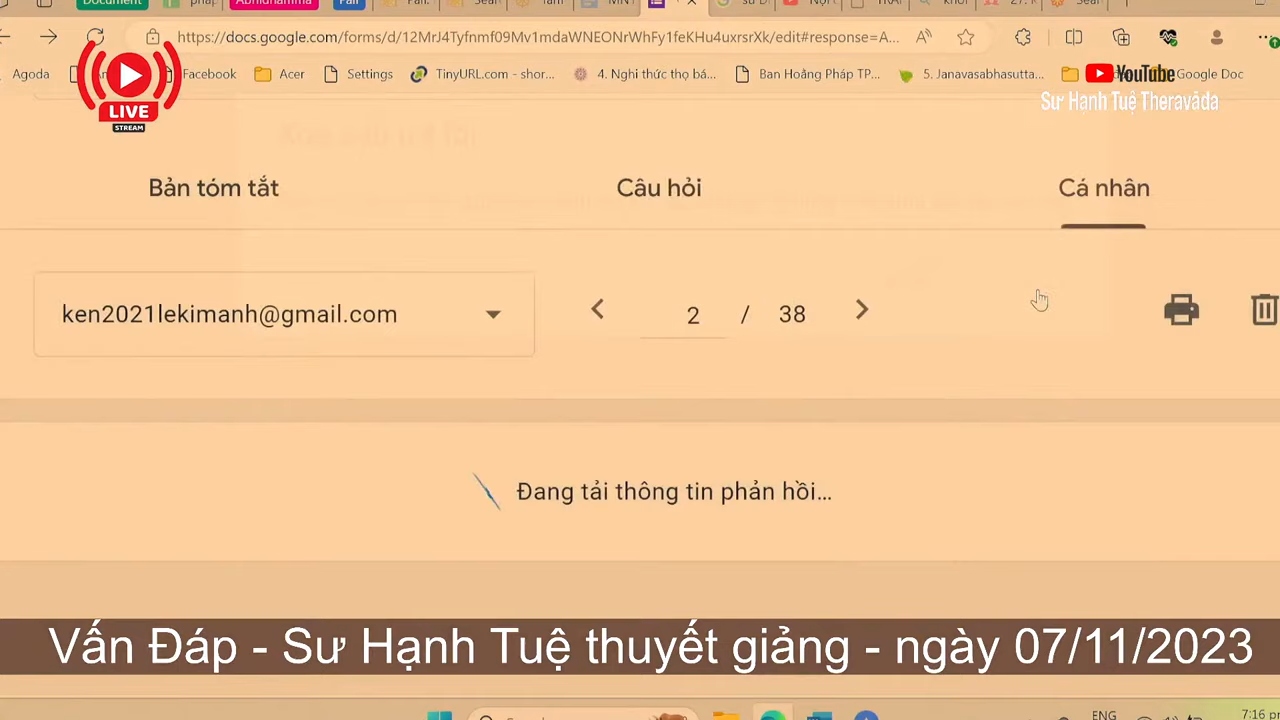 Document
Abhidhamma
Pali
https://docs.google.com/forms/d/12MrJ4Tyfnmf09Mv1mdaWNEONrWhFy1feKHu4uxrsrXk/edit#response=A...
Agoda
Facebook
Acer
Settings
TinyURL.com - shor...
4. Nghi thức thọ bá...
Ban Hoằng Pháp TP...
5. Janavasabhasutta...
Google Doc
LIVE
STREAM
YouTube
Sư Hạnh Tuệ Theravāda
Bản tóm tắt
Câu hỏi
Cá nhân
ken2021lekimanh@gmail.com
2 / 38
Đang tải thông tin phản hồi...
Vấn Đáp - Sư Hạnh Tuệ thuyết giảng - ngày 07/11/2023
ENG